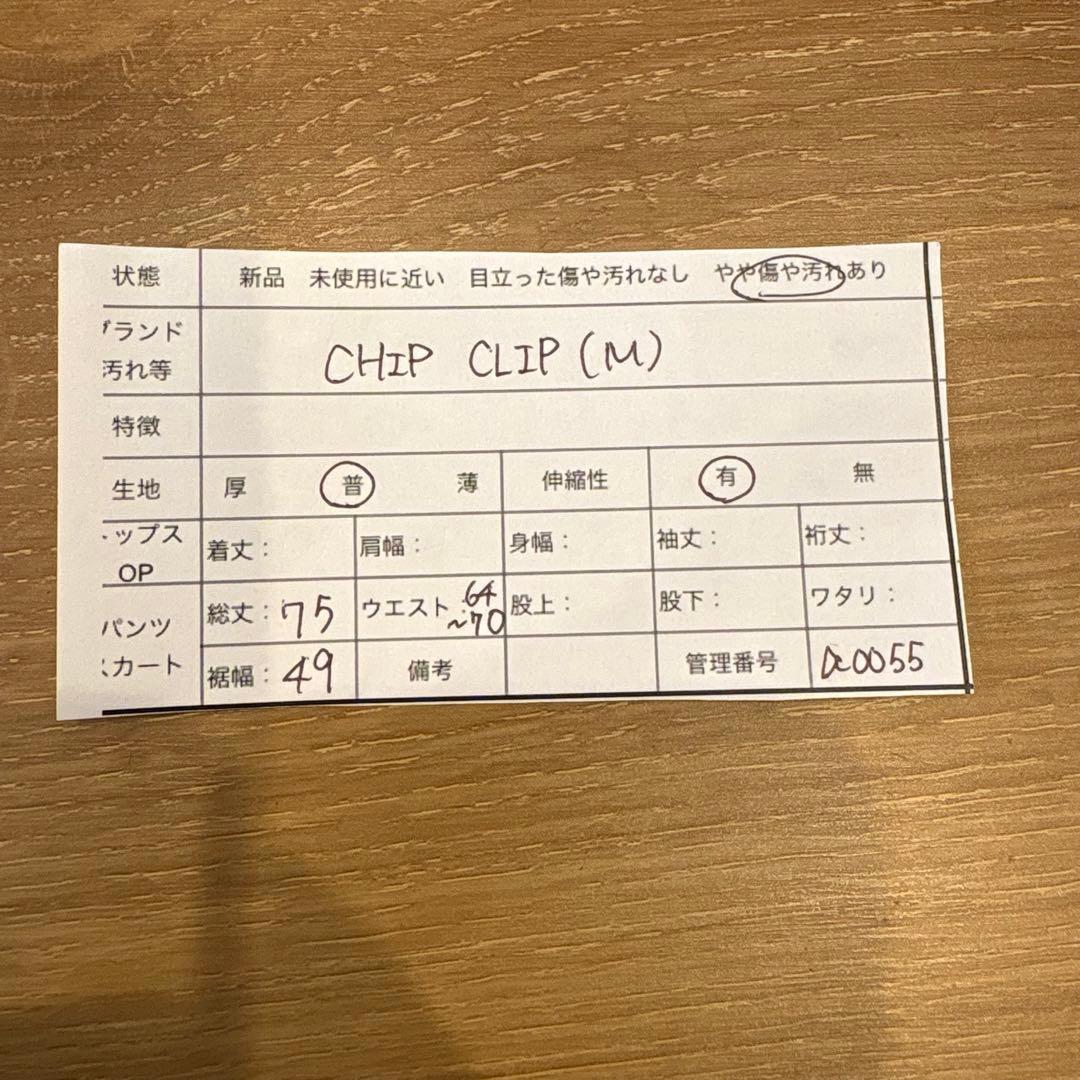 状態 新品 未使用に近い 目立った傷や汚れなし やや傷や汚れあり
ブランド CHIP CLIP (M)
汚れ等
特徴
生地 厚 普 薄 伸縮性 有 無
トップス 着丈： 肩幅： 身幅： 袖丈： 裄丈：
OP
パンツ 総丈：75 ウエスト：64~70 股上： 股下： ワタリ：
スカート 裾幅：49 備考 管理番号 a0055